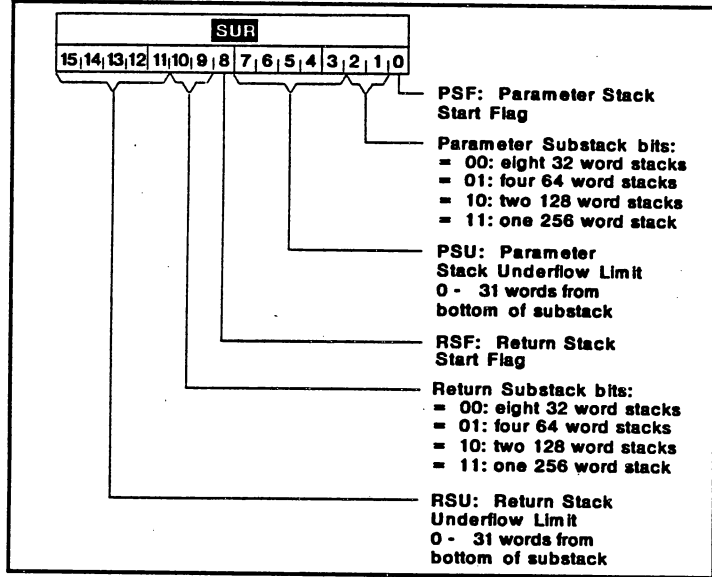 SUR
15 14 13 12 11 10 9 8 7 6 5 4 3 2 1 0
PSF: Parameter Stack
Start Flag
Parameter Substack bits:
= 00: eight 32 word stacks
= 01: four 64 word stacks
= 10: two 128 word stacks
= 11: one 256 word stack
PSU: Parameter
Stack Underflow Limit
0 - 31 words from
bottom of substack
RSF: Return Stack
Start Flag
Return Substack bits:
= 00: eight 32 word stacks
= 01: four 64 word stacks
= 10: two 128 word stacks
= 11: one 256 word stack
RSU: Return Stack
Underflow Limit
0 - 31 words from
bottom of substack